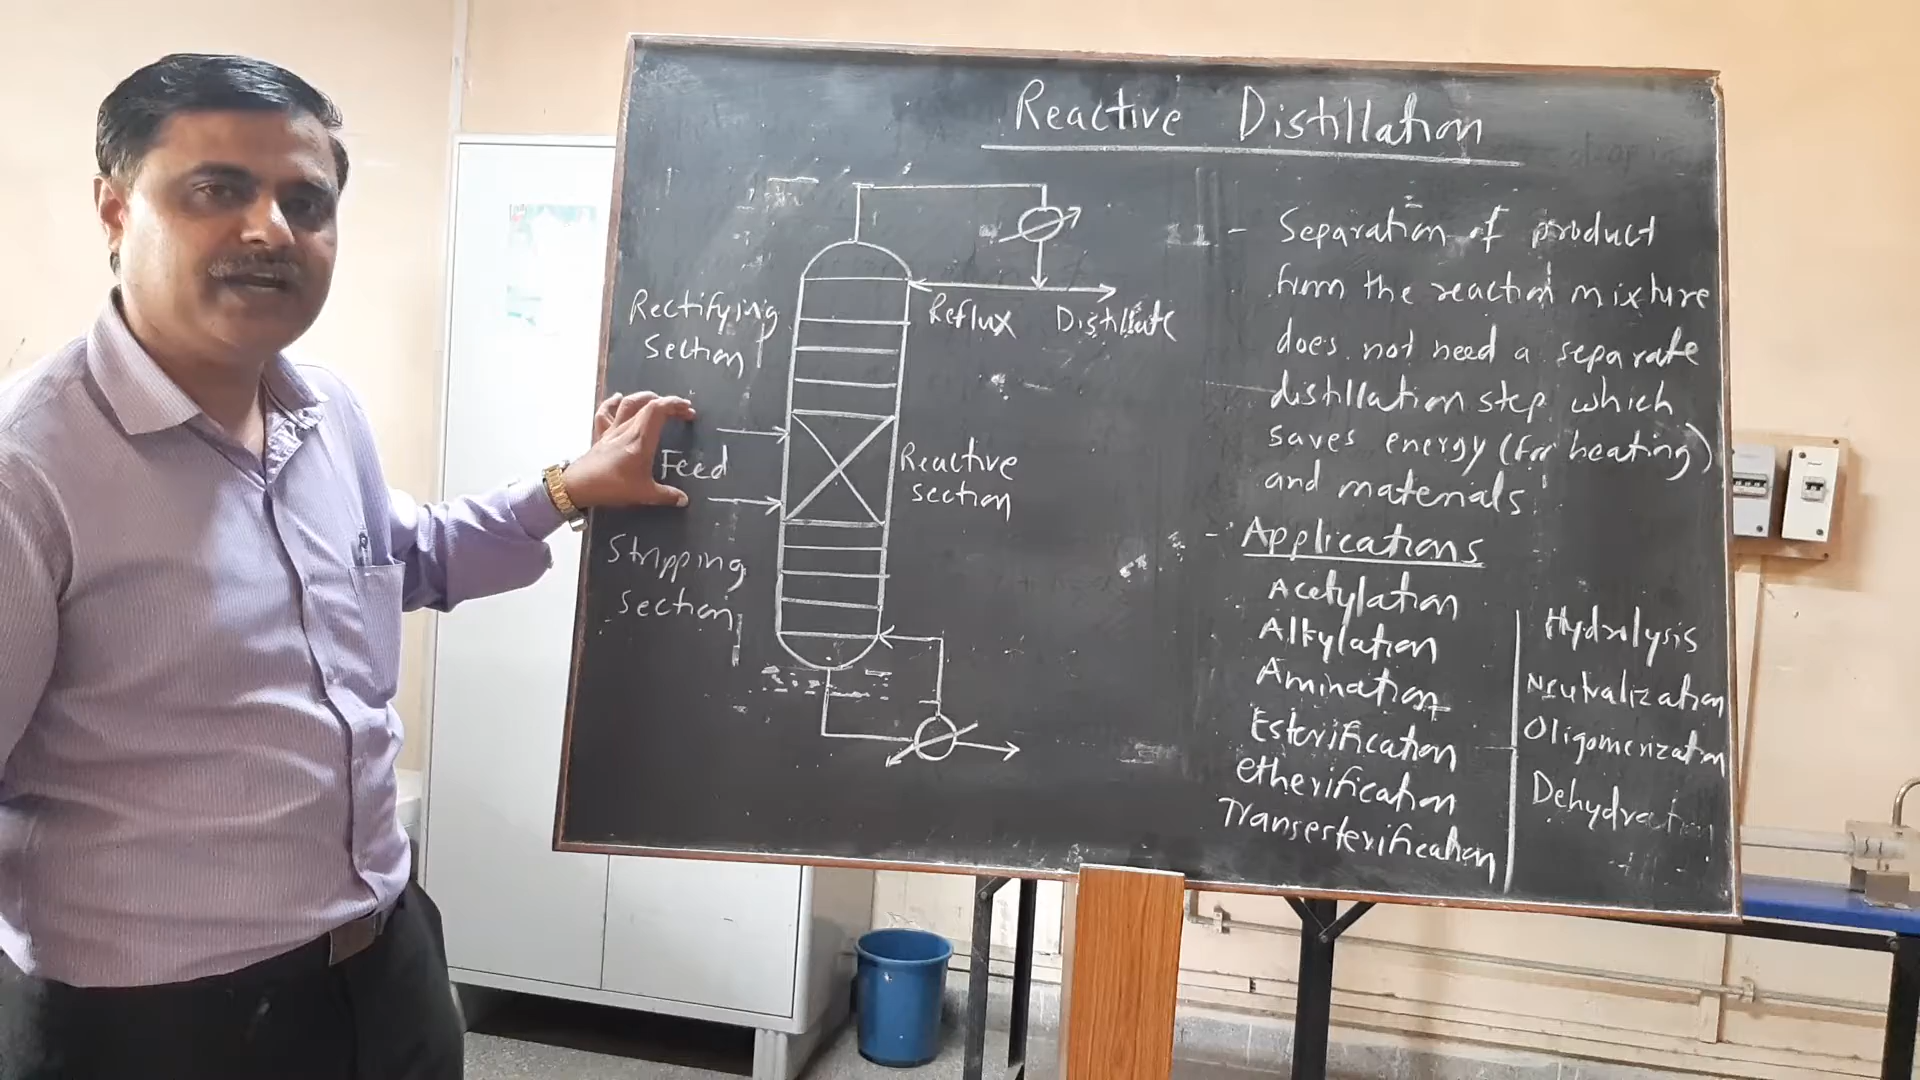 Reactive Distillation
Rectifying
Section
Reflux
Distillate
Feed
Reactive
section
Stripping
Section
- Separation of product
from the reaction mixture
does not need a separate
distillation step which
saves energy (for heating)
and materials
- Applications
Acetylation
Alkylation
Amination
Esterification
Etherification
Transesterification
Hydrolysis
Neutralization
Oligomerization
Dehydration